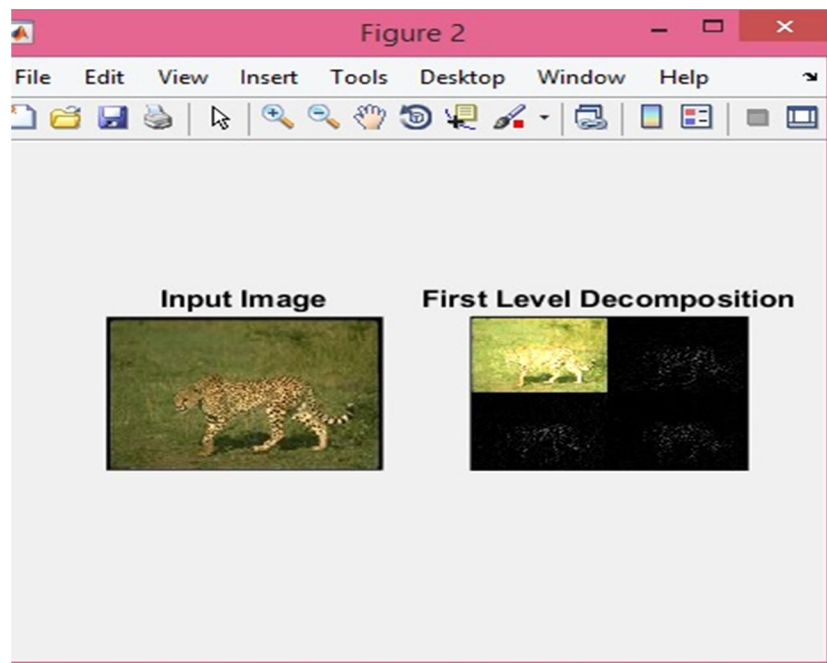 Figure 2
File Edit View Insert Tools Desktop Window Help
Input Image First Level Decomposition